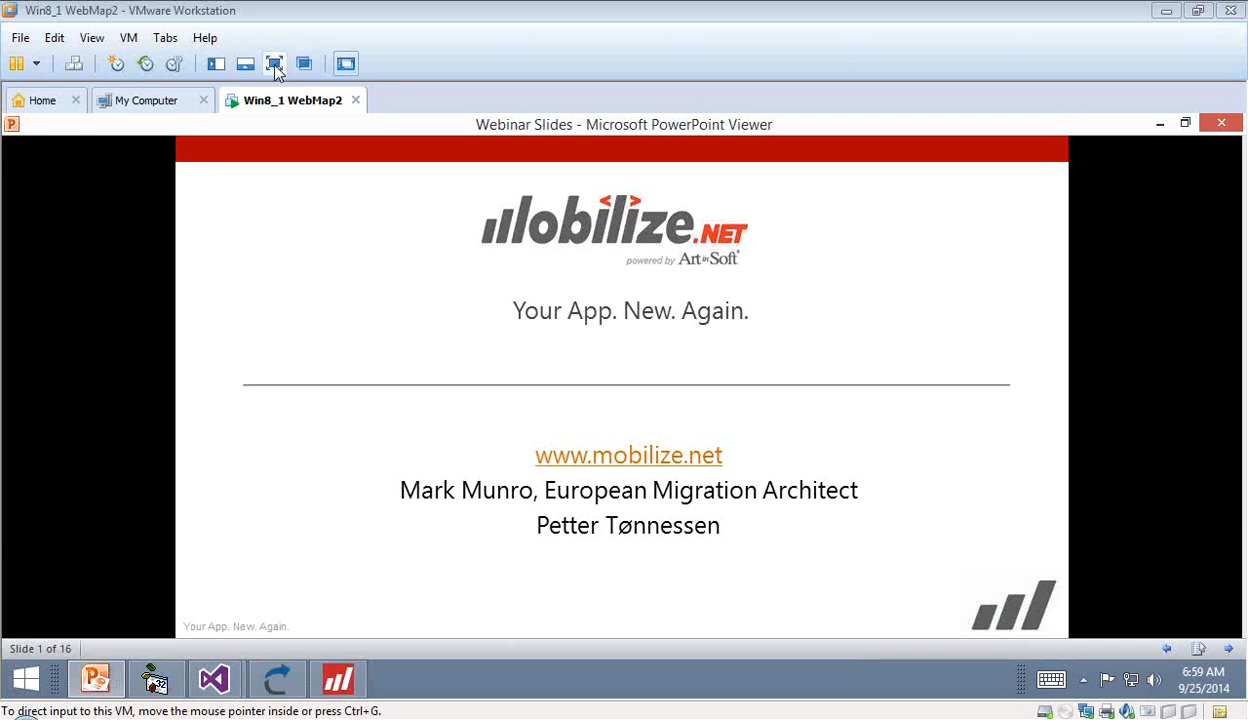 Win8_1 WebMap2 - VMware Workstation
File Edit View VM Tabs Help
Home My Computer Win8_1 WebMap2
P Webinar Slides - Microsoft PowerPoint Viewer
Mobilize.NET
powered by ArtinSoft
Your App. New. Again.
www.mobilize.net
Mark Munro, European Migration Architect
Petter Tønnessen
Your App. New. Again.
Slide 1 of 16
P 32 6:59 AM
9/25/2014
To direct input to this VM, move the mouse pointer inside or press Ctrl+G.